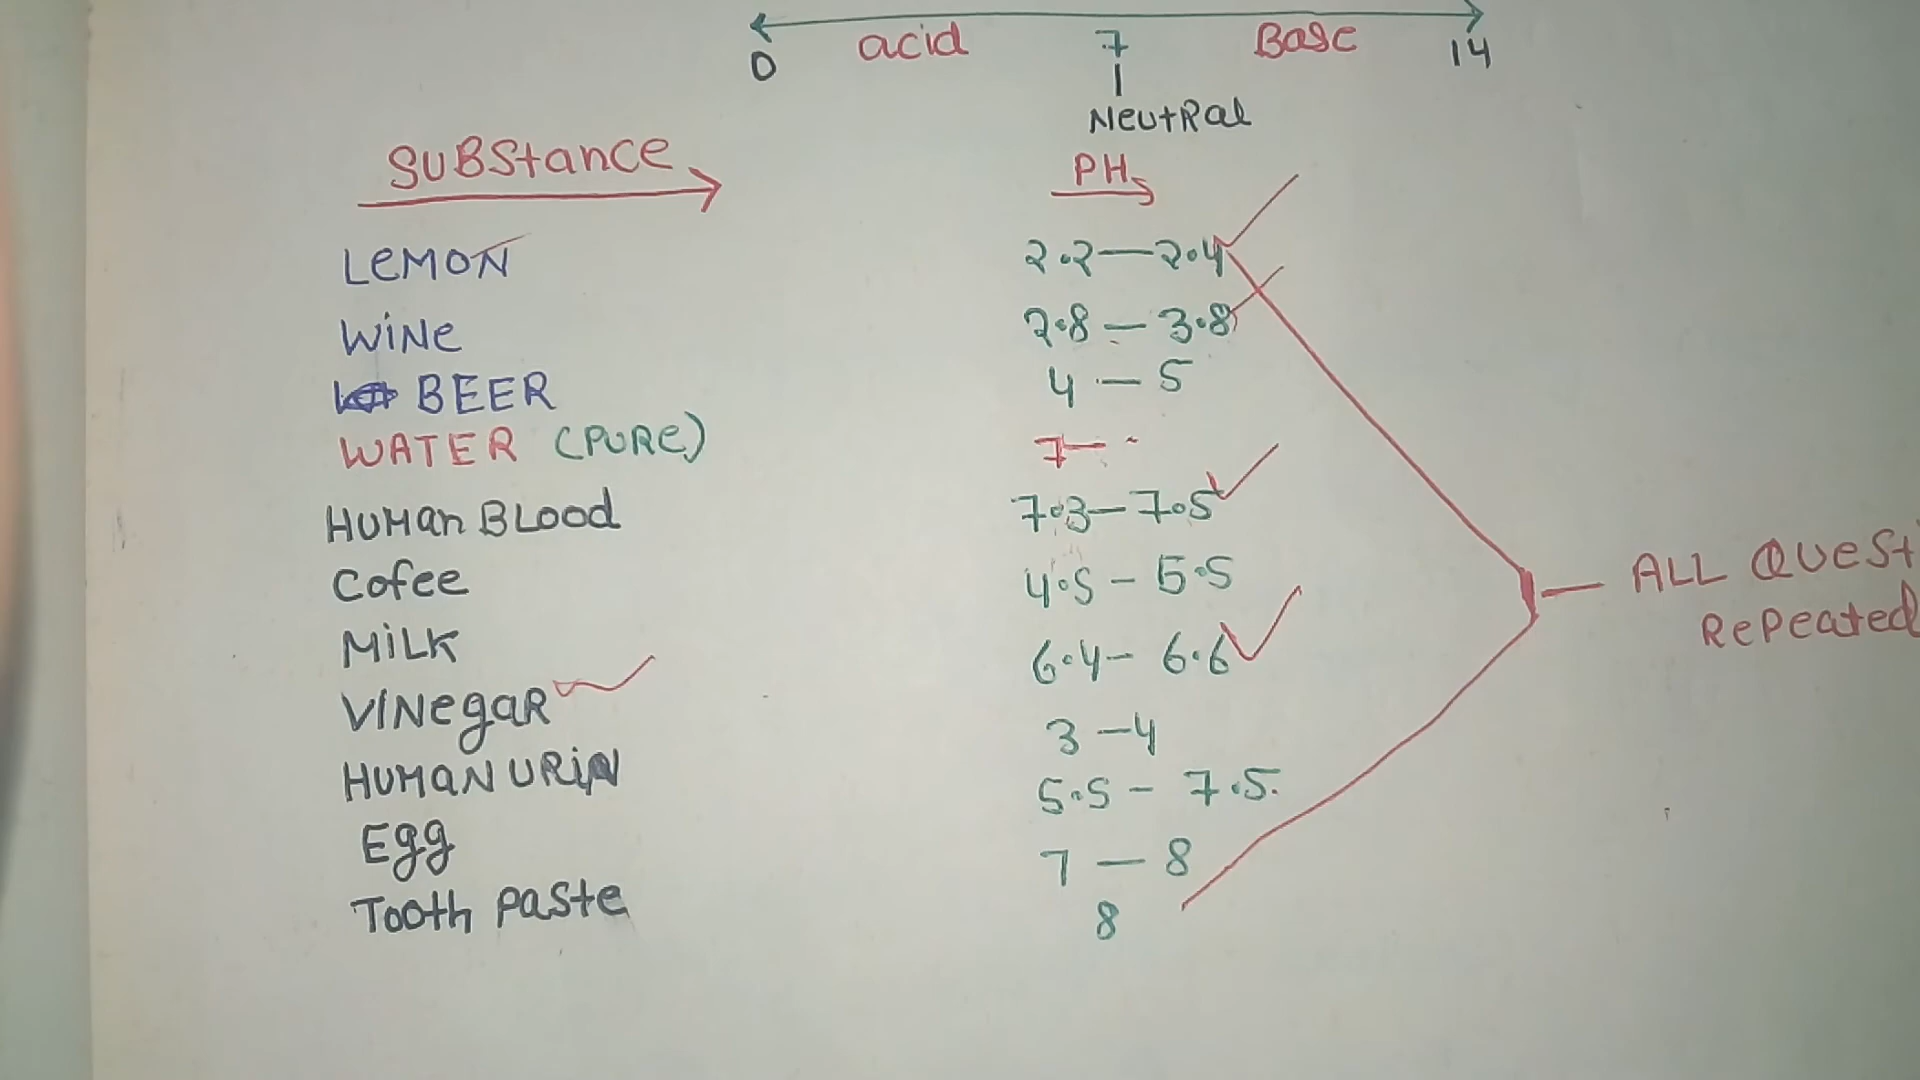 0 acid 7 Base 14
Neutral
SUBStance PH
LeMON 2.2 — 2.4
WiNe 2.8 — 3.8
BEER 4 — 5
WATER (PURe) 7 —
HUMan BLood 7.3 — 7.5
Cofee 4.5 - 5.5
MiLK 6.4 - 6.6
VINegaR 3 - 4
HUMaN URiN 5.5 - 7.5
Egg 7 — 8
Tooth paste 8
ALL QUeSt
RePeated